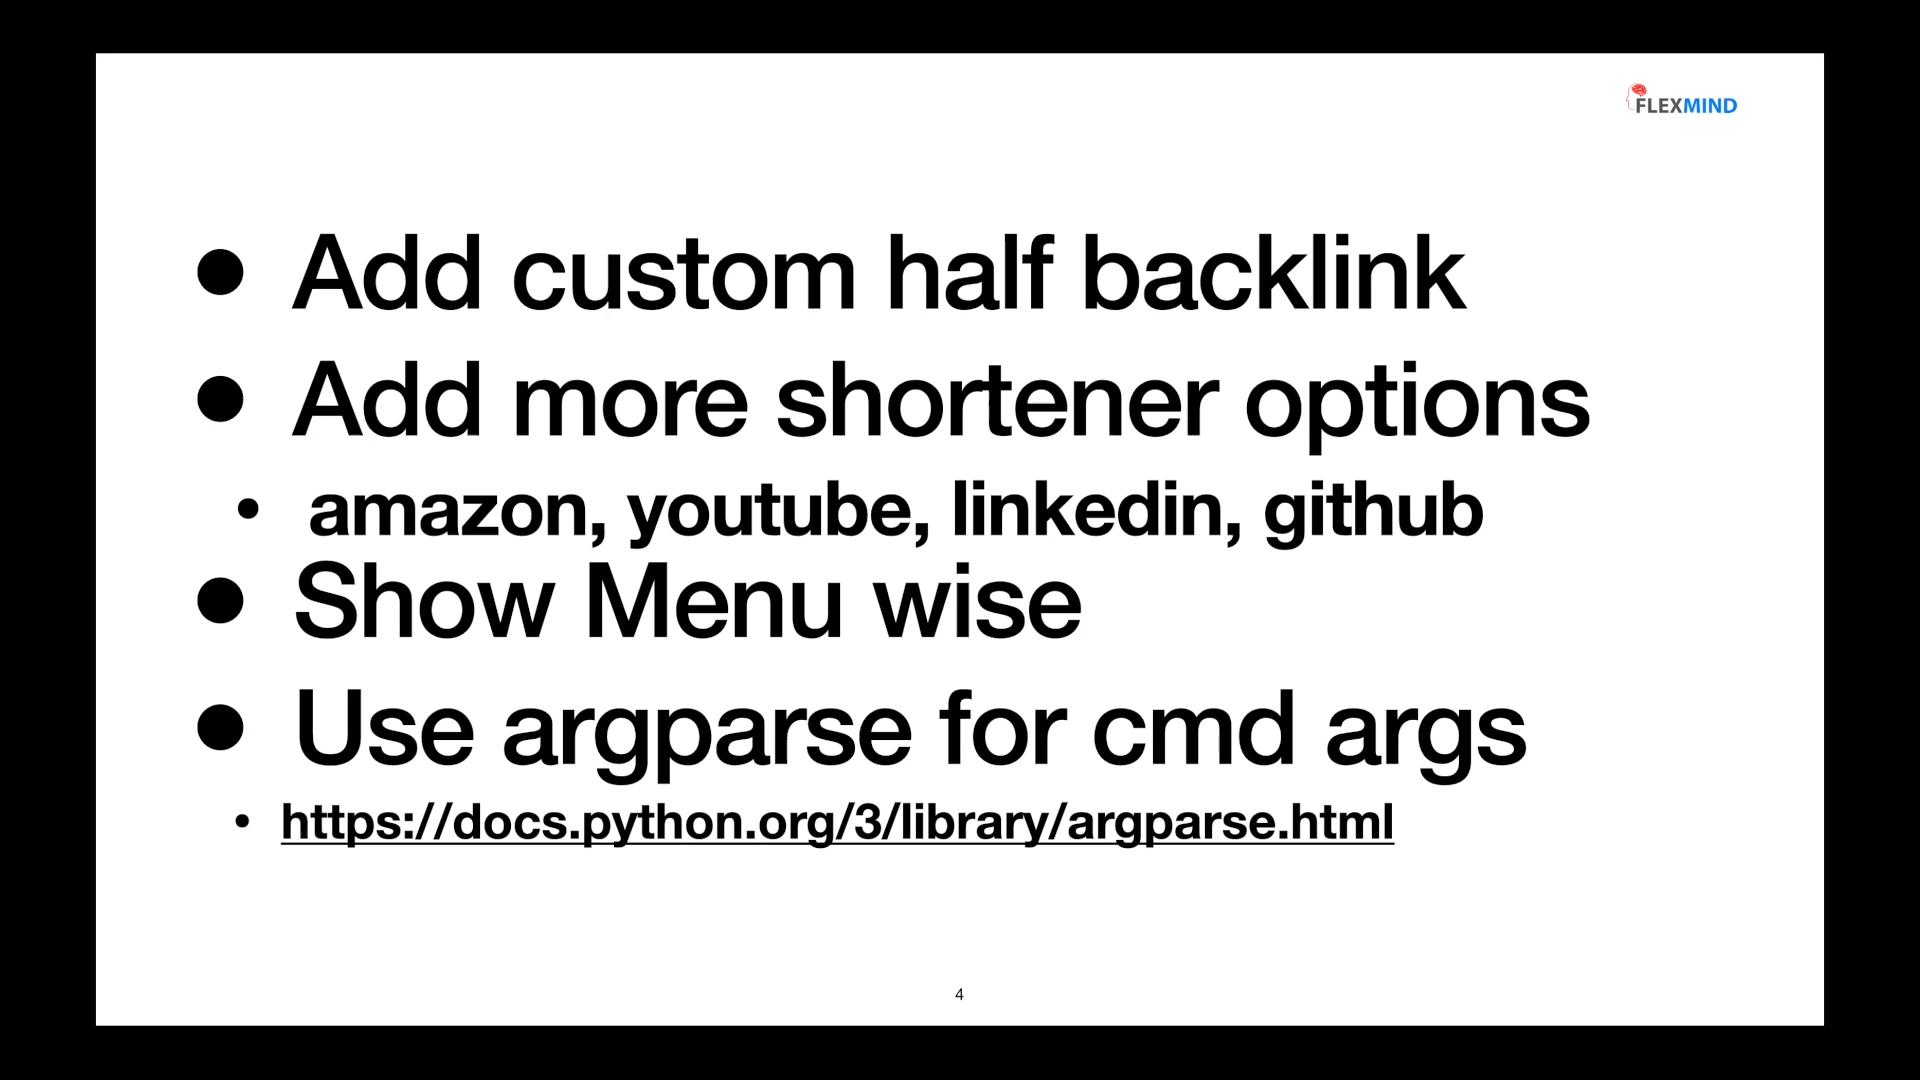 FLEXMIND
• Add custom half backlink
• Add more shortener options
• amazon, youtube, linkedin, github
• Show Menu wise
• Use argparse for cmd args
• https://docs.python.org/3/library/argparse.html
4